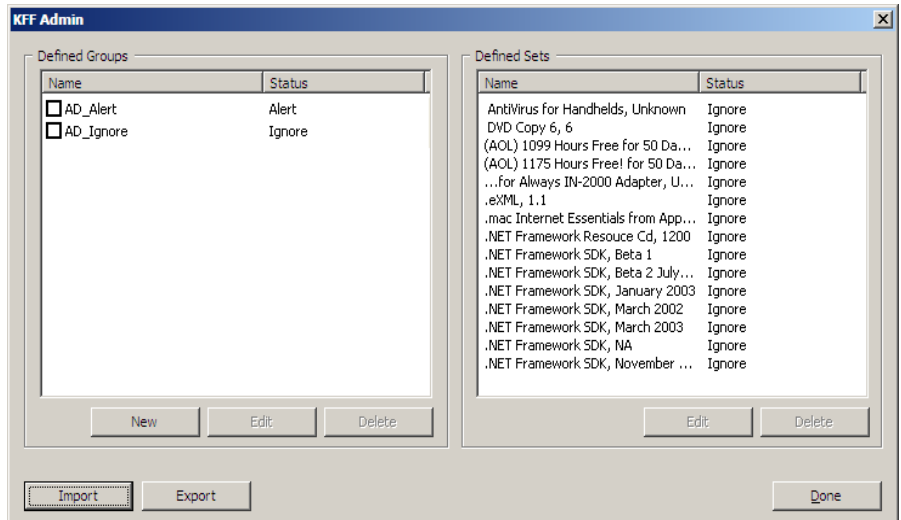 KFF Admin
Defined Groups
Name Status
AD_Alert Alert
AD_Ignore Ignore
New Edit Delete
Defined Sets
Name Status
AntiVirus for Handhelds, Unknown Ignore
DVD Copy 6, 6 Ignore
(AOL) 1099 Hours Free for 50 Da... Ignore
(AOL) 1175 Hours Free! for 50 Da... Ignore
...for Always IN-2000 Adapter, U... Ignore
.eXML, 1.1 Ignore
.mac Internet Essentials from App... Ignore
.NET Framework Resouce Cd, 1200 Ignore
.NET Framework SDK, Beta 1 Ignore
.NET Framework SDK, Beta 2 July... Ignore
.NET Framework SDK, January 2003 Ignore
.NET Framework SDK, March 2002 Ignore
.NET Framework SDK, March 2003 Ignore
.NET Framework SDK, NA Ignore
.NET Framework SDK, November ... Ignore
Edit Delete
Import Export Done